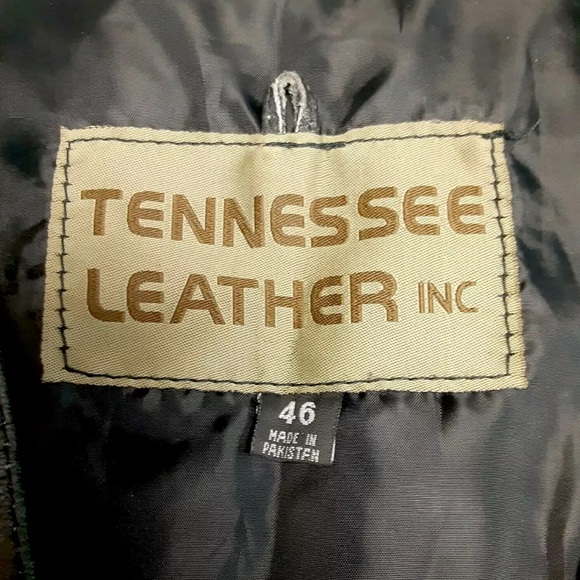 TENNESSEE
LEATHER INC
46
MADE IN
PAKISTAN